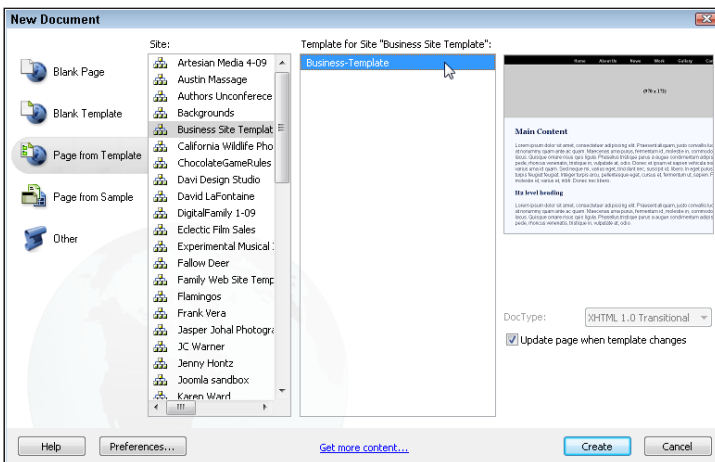 New Document
Site:
Template for Site "Business Site Template":
Blank Page
Blank Template
Page from Template
Page from Sample
Other
Artesian Media 4-09
Austin Massage
Authors Unconferece
Backgrounds
Business Site Templat
California Wildlife Pho
ChocolateGameRules
Davi Design Studio
David LaFontaine
DigitalFamily 1-09
Eclectic Film Sales
Experimental Musical
Fallow Deer
Family Web Site Temp
Flamingos
Frank Vera
Jasper Johal Photogra
JC Warner
Jenny Hontz
Joomla sandbox
Karen Ward
Business-Template
Home About Us News Work Gallery
(970 x 172)
Main Content
H2 level heading
DocType:
XHTML 1.0 Transitional
Update page when template changes
Help
Preferences...
Get more content...
Create
Cancel